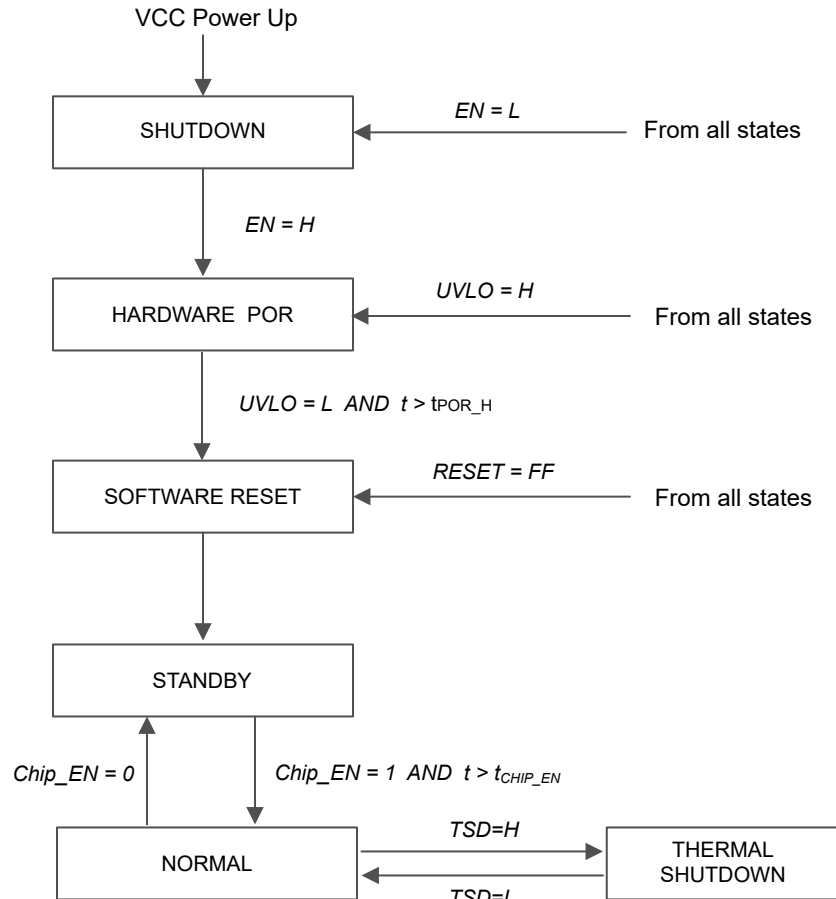 VCC Power Up
SHUTDOWN
EN = L
From all states
EN = H
HARDWARE POR
UVLO = H
From all states
UVLO = L AND t > tPOR_H
SOFTWARE RESET
RESET = FF
From all states
STANDBY
Chip_EN = 0
Chip_EN = 1 AND t > tCHIP_EN
NORMAL
TSD=H
THERMAL
SHUTDOWN
TSD=L